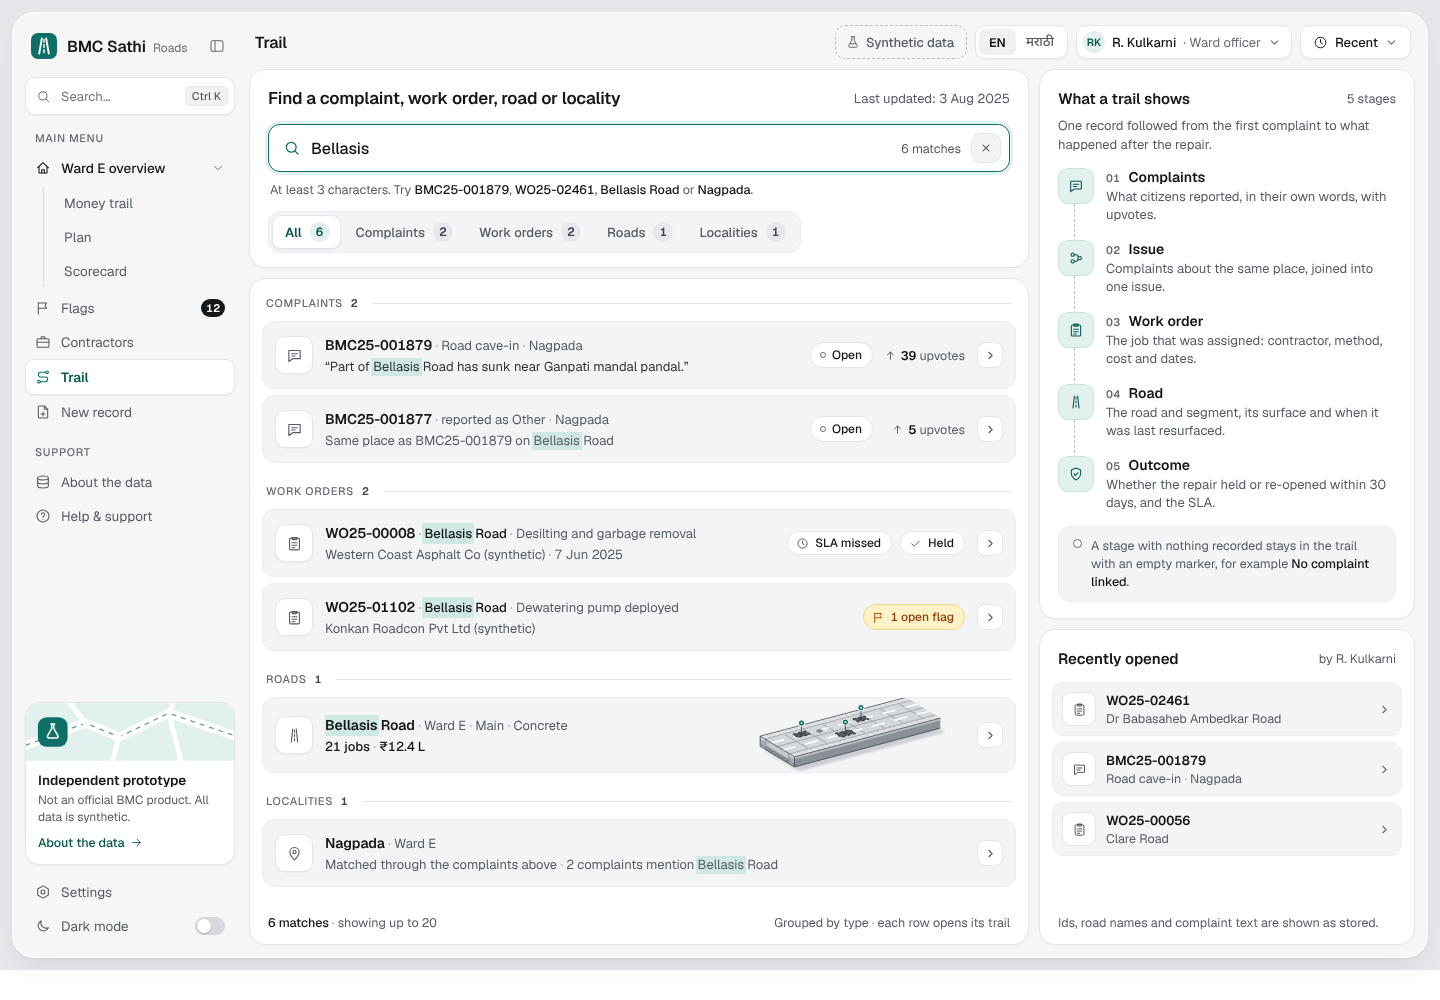 BMC Sathi Roads
Search...
Ctrl K
MAIN MENU
Ward E overview
Money trail
Plan
Scorecard
Flags
12
Contractors
Trail
New record
SUPPORT
About the data
Help & support
Independent prototype
Not an official BMC product. All
data is synthetic.
About the data →
Settings
Dark mode
Trail
Synthetic data
EN मराठी
RK R. Kulkarni · Ward officer
Recent
Find a complaint, work order, road or locality
Last updated: 3 Aug 2025
Bellasis
6 matches
At least 3 characters. Try BMC25-001879, WO25-02461, Bellasis Road or Nagpada.
All 6
Complaints 2
Work orders 2
Roads 1
Localities 1
COMPLAINTS 2
BMC25-001879 · Road cave-in · Nagpada
“Part of Bellasis Road has sunk near Ganpati mandal pandal.”
Open
↑ 39 upvotes
BMC25-001877 · reported as Other · Nagpada
Same place as BMC25-001879 on Bellasis Road
Open
↑ 5 upvotes
WORK ORDERS 2
WO25-00008 · Bellasis Road · Desilting and garbage removal
Western Coast Asphalt Co (synthetic) · 7 Jun 2025
SLA missed
Held
WO25-01102 · Bellasis Road · Dewatering pump deployed
Konkan Roadcon Pvt Ltd (synthetic)
1 open flag
ROADS 1
Bellasis Road · Ward E · Main · Concrete
21 jobs · ₹12.4 L
LOCALITIES 1
Nagpada · Ward E
Matched through the complaints above · 2 complaints mention Bellasis Road
6 matches · showing up to 20
Grouped by type · each row opens its trail
What a trail shows
5 stages
One record followed from the first complaint to what
happened after the repair.
01 Complaints
What citizens reported, in their own words, with
upvotes.
02 Issue
Complaints about the same place, joined into
one issue.
03 Work order
The job that was assigned: contractor, method,
cost and dates.
04 Road
The road and segment, its surface and when it
was last resurfaced.
05 Outcome
Whether the repair held or re-opened within 30
days, and the SLA.
A stage with nothing recorded stays in the trail
with an empty marker, for example No complaint
linked.
Recently opened
by R. Kulkarni
WO25-02461
Dr Babasaheb Ambedkar Road
BMC25-001879
Road cave-in · Nagpada
WO25-00056
Clare Road
Ids, road names and complaint text are shown as stored.